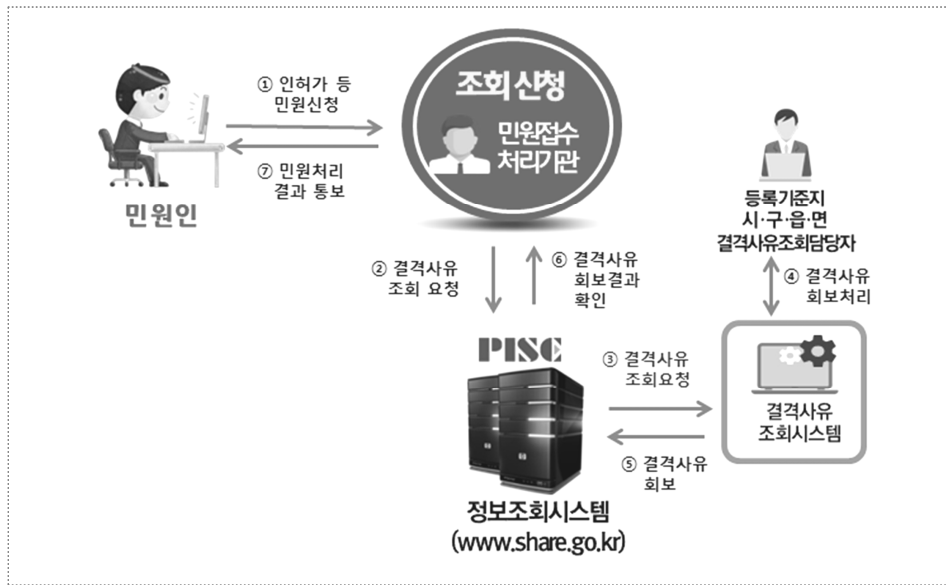 ① 인허가 등
민원신청
⑦ 민원처리
결과 통보
민원인
조회 신청
민원접수
처리기관
② 결격사유
조회 요청
⑥ 결격사유
회보결과
확인
등록기준지
시·구·읍·면
결격사유조회담당자
④ 결격사유
회보처리
PISC
③ 결격사유
조회요청
⑤ 결격사유
회보
결격사유
조회시스템
정보조회시스템
(www.share.go.kr)